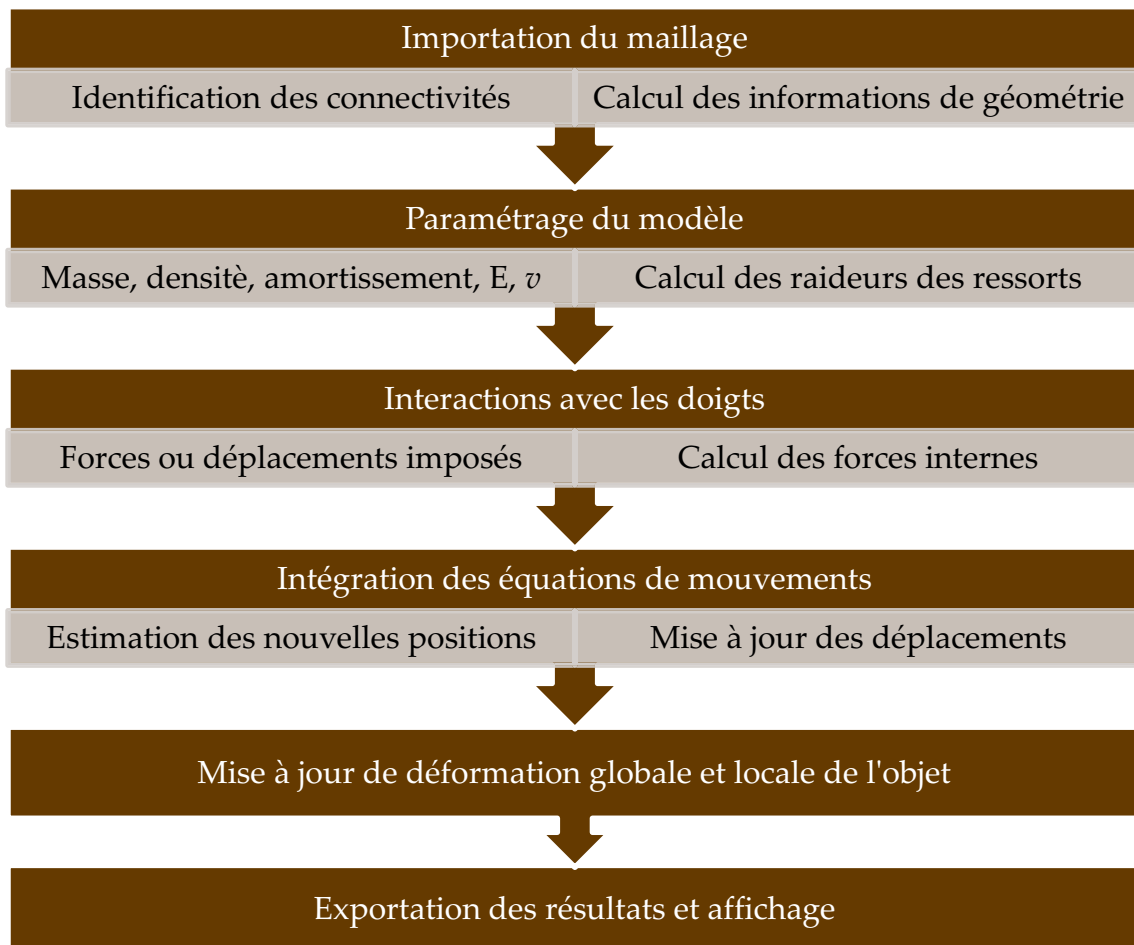 Importation du maillage
Identification des connectivités
Calcul des informations de géométrie
Paramétrage du modèle
Masse, densitè, amortissement, E, v
Calcul des raideurs des ressorts
Interactions avec les doigts
Forces ou déplacements imposés
Calcul des forces internes
Intégration des équations de mouvements
Estimation des nouvelles positions
Mise à jour des déplacements
Mise à jour de déformation globale et locale de l'objet
Exportation des résultats et affichage